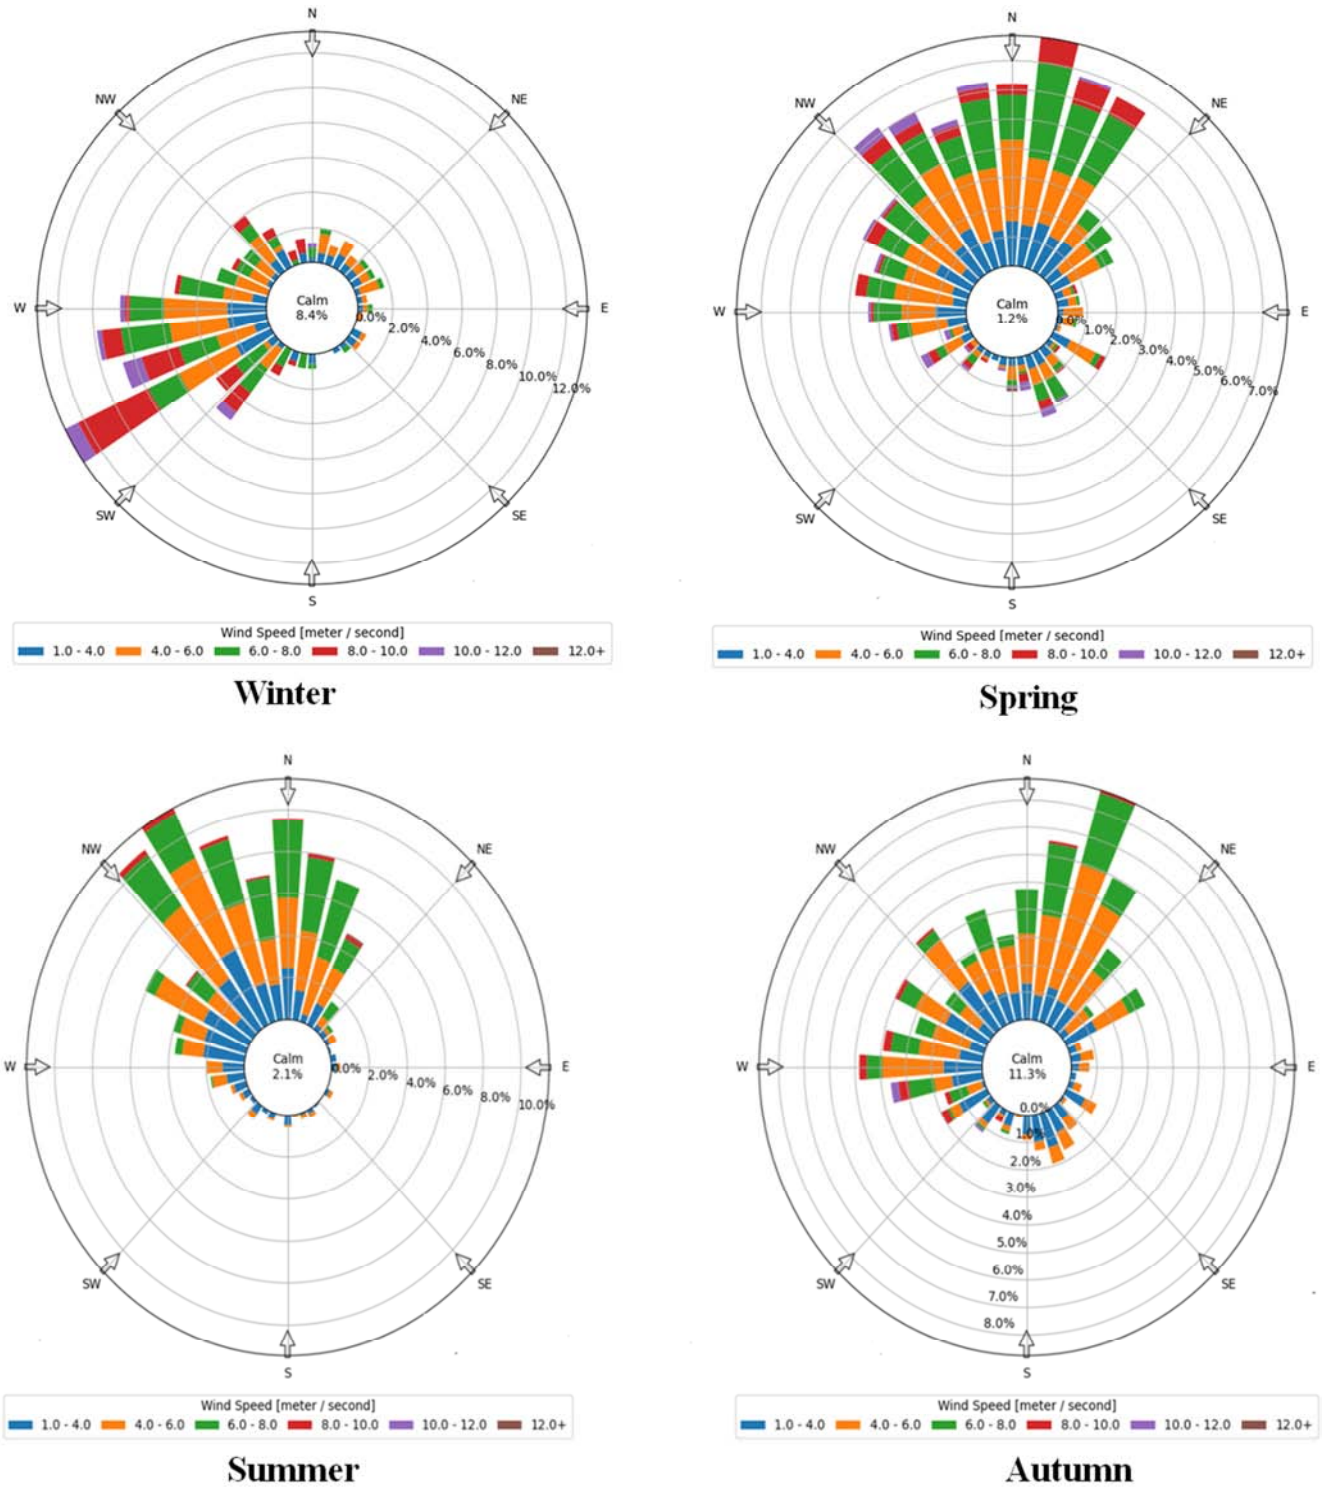 N
NW
NE
W
Calm
8.4%
E
0.0%
2.0%
4.0%
6.0%
8.0%
10.0%
12.0%
SW
SE
S
Wind Speed [meter / second]
1.0 - 4.0 4.0 - 6.0 6.0 - 8.0 8.0 - 10.0 10.0 - 12.0 12.0+
Winter
N
NW
NE
W
Calm
1.2%
E
0.0%
1.0%
2.0%
3.0%
4.0%
5.0%
6.0%
7.0%
SW
SE
S
Wind Speed [meter / second]
1.0 - 4.0 4.0 - 6.0 6.0 - 8.0 8.0 - 10.0 10.0 - 12.0 12.0+
Spring
N
NW
NE
W
Calm
2.1%
E
0.0%
2.0%
4.0%
6.0%
8.0%
10.0%
SW
SE
S
Wind Speed [meter / second]
1.0 - 4.0 4.0 - 6.0 6.0 - 8.0 8.0 - 10.0 10.0 - 12.0 12.0+
Summer
N
NW
NE
W
Calm
11.3%
E
0.0%
1.0%
2.0%
3.0%
4.0%
5.0%
6.0%
7.0%
8.0%
SW
SE
S
Wind Speed [meter / second]
1.0 - 4.0 4.0 - 6.0 6.0 - 8.0 8.0 - 10.0 10.0 - 12.0 12.0+
Autumn